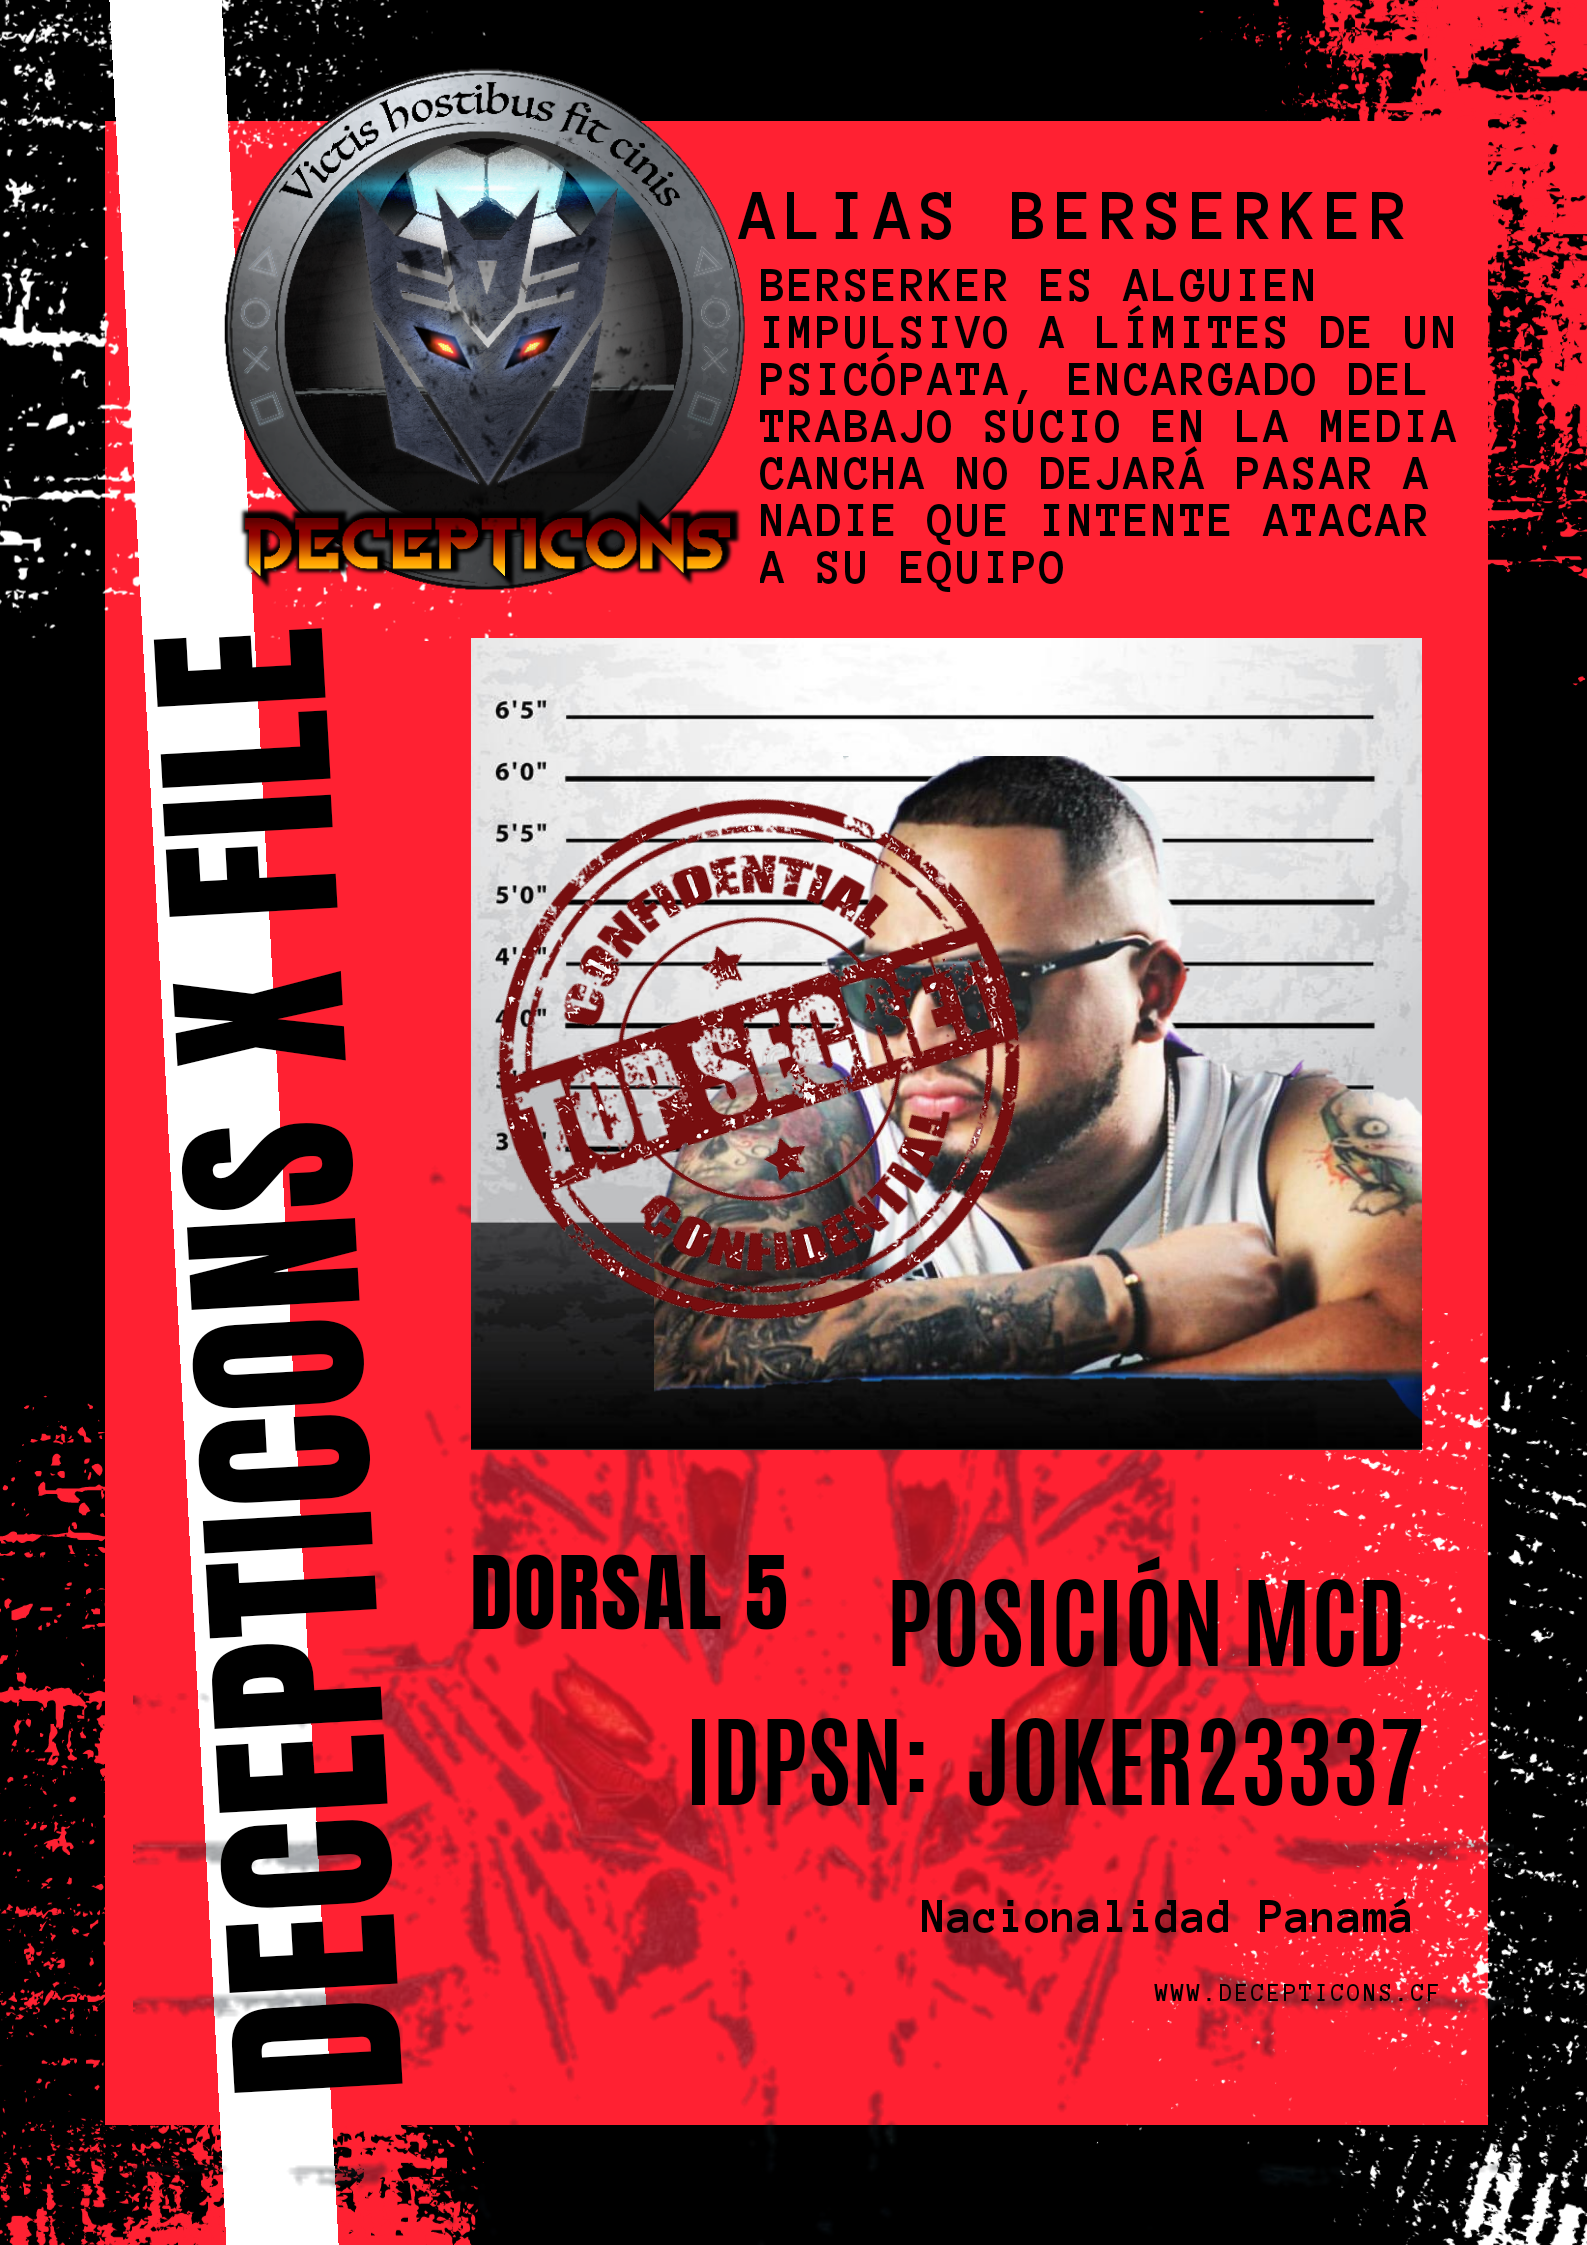 Victis hostibus fit cinis
DECEPTICONS
ALIAS BERSERKER
BERSERKER ES ALGUIEN
IMPULSIVO A LÍMITES DE UN
PSICÓPATA, ENCARGADO DEL
TRABAJO SUCIO EN LA MEDIA
CANCHA NO DEJARÁ PASAR A
NADIE QUE INTENTE ATACAR
A SU EQUIPO
DECEPTICONS X FILE
6'5"
6'0"
5'5"
5'0"
CONFIDENTIAL
TOP SECRET
CONFIDENTIAL
DORSAL 5
POSICIÓN MCD
IDPSN: JOKER23337
Nacionalidad Panamá
WWW.DECEPTICONS.CF